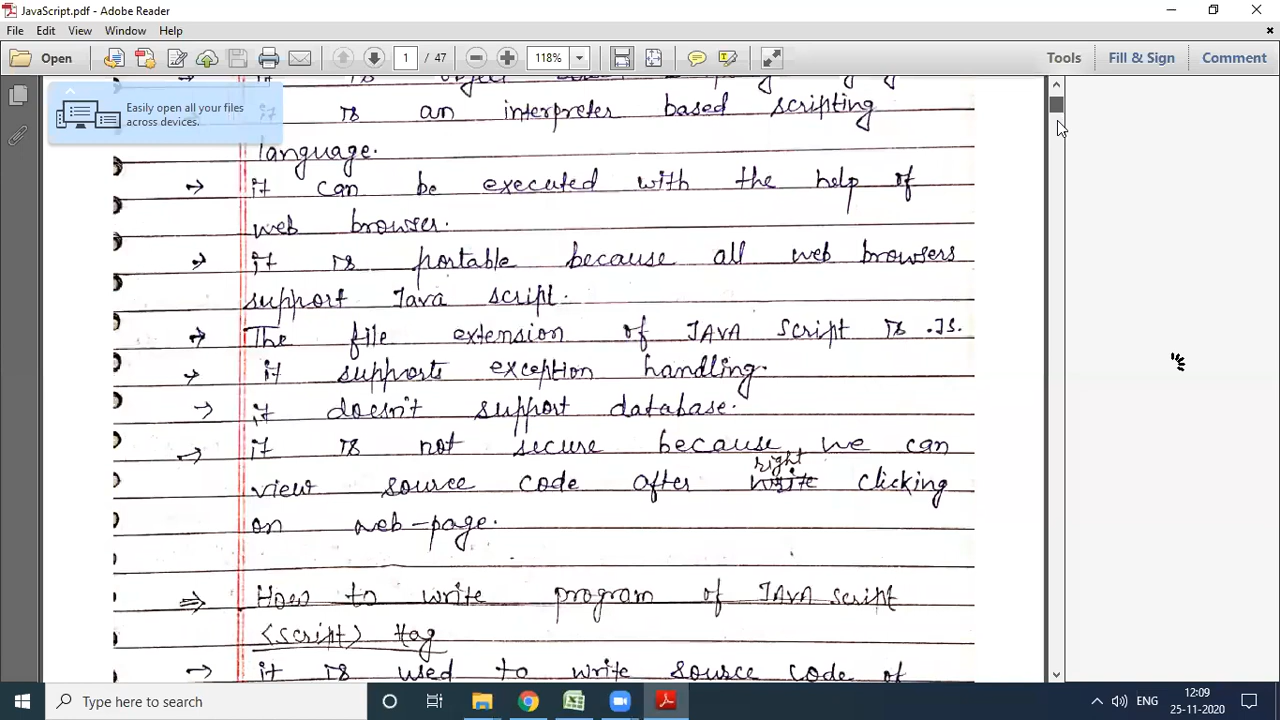 JavaScript.pdf - Adobe Reader
File Edit View Window Help
Open 1 / 47 118% Tools Fill & Sign Comment
Easily open all your files
across devices.
it is object
is an interpreter based scripting
language.
→ it can be executed with the help of
web browser.
→ it is portable because all web browsers
support Java script.
→ The file extension of JAVA Script is .JS.
→ it supports exception handling.
→ it doesn't support database.
→ it is not secure because we can
right
view source code after write clicking
on web-page.
⇒ How to write program of JAVA script
<script> tag
→ it is used to write source code of
Type here to search
ENG
12:09
25-11-2020